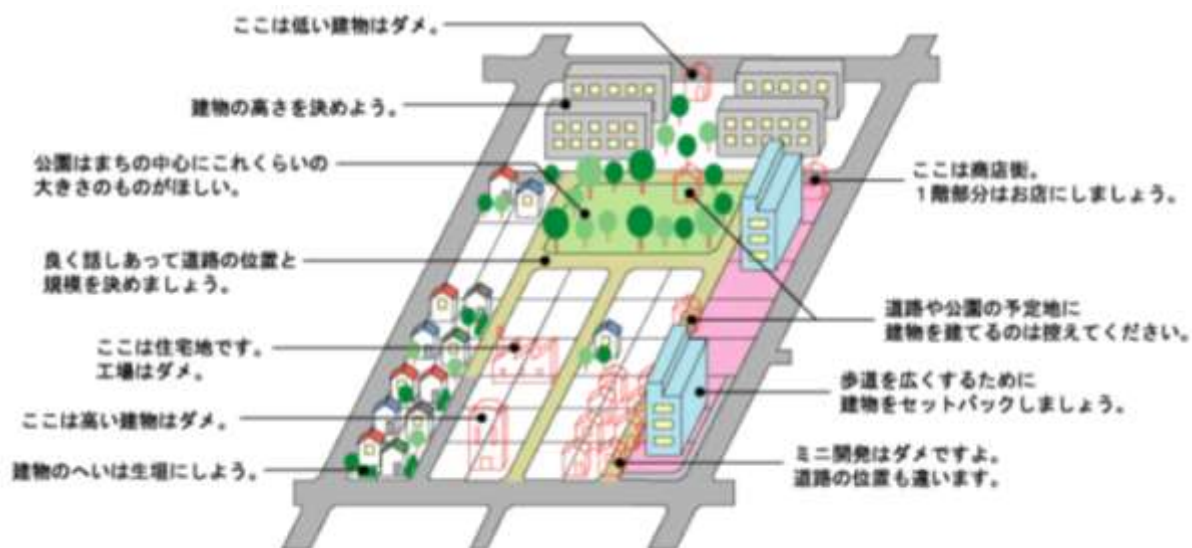 ここは低い建物はダメ。
建物の高さを決めよう。
公園はまちの中心にこれくらいの
大きさのものがほしい。
良く話しあって道路の位置と
規模を決めましょう。
ここは住宅地です。
工場はダメ。
ここは高い建物はダメ。
建物のへいは生垣にしよう。
ここは商店街。
1階部分はお店にしましょう。
道路や公園の予定地に
建物を建てるのは控えてください。
歩道を広くするために
建物をセットバックしましょう。
ミニ開発はダメですよ。
道路の位置も違います。